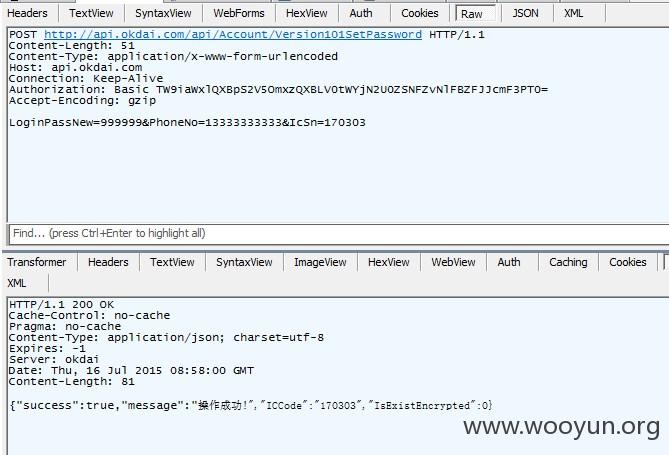 Headers TextView SyntaxView WebForms HexView Auth Cookies Raw JSON XML
POST http://api.okdai.com/api/Account/Version101SetPassword HTTP/1.1
Content-Length: 51
Content-Type: application/x-www-form-urlencoded
Host: api.okdai.com
Connection: Keep-Alive
Accept-Encoding: gzip
LoginPassNew=999999&PhoneNo=13333333333&IcSn=170303
Find... (press Ctrl+Enter to highlight all)
Transformer Headers TextView SyntaxView ImageView HexView WebView Auth Caching Cookies
XML
HTTP/1.1 200 OK
Cache-Control: no-cache
Pragma: no-cache
Content-Type: application/json; charset=utf-8
Expires: -1
Server: okdai
Date: Thu, 16 Jul 2015 08:58:00 GMT
Content-Length: 81
{"success":true,"message":"操作成功!","ICCode":"170303","IsExistEncrypted":0}
www.wooyun.org